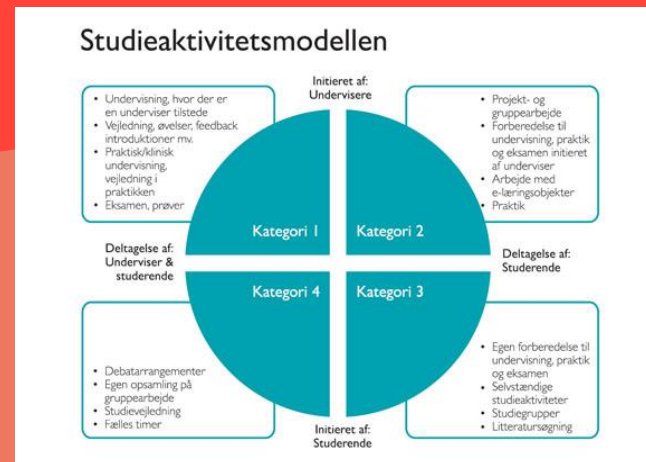 Studieaktivitetsmodellen
Initieret af:
Undervisere
• Undervisning, hvor der er
en underviser tilstede
• Vejledning, øvelser, feedback
introduktioner mv.
• Praktisk/klinisk
undervisning,
vejledning i
praktikken
• Eksamen, prøver
• Projekt- og
gruppearbejde
• Forberedelse til
undervisning, praktik
og eksamen initieret
af underviser
• Arbejde med
e-læringsobjekter
• Praktik
Kategori 1
Kategori 2
Deltagelse af:
Underviser &
studerende
Deltagelse af:
Studerende
Kategori 4
Kategori 3
• Debatarrangementer
• Egen opsamling på
gruppearbejde
• Studievejledning
• Fælles timer
• Egen forberedelse til
undervisning, praktik
og eksamen
• Selvstændige
studieaktiviteter
• Studiegrupper
• Litteratursøgning
Initieret af:
Studerende